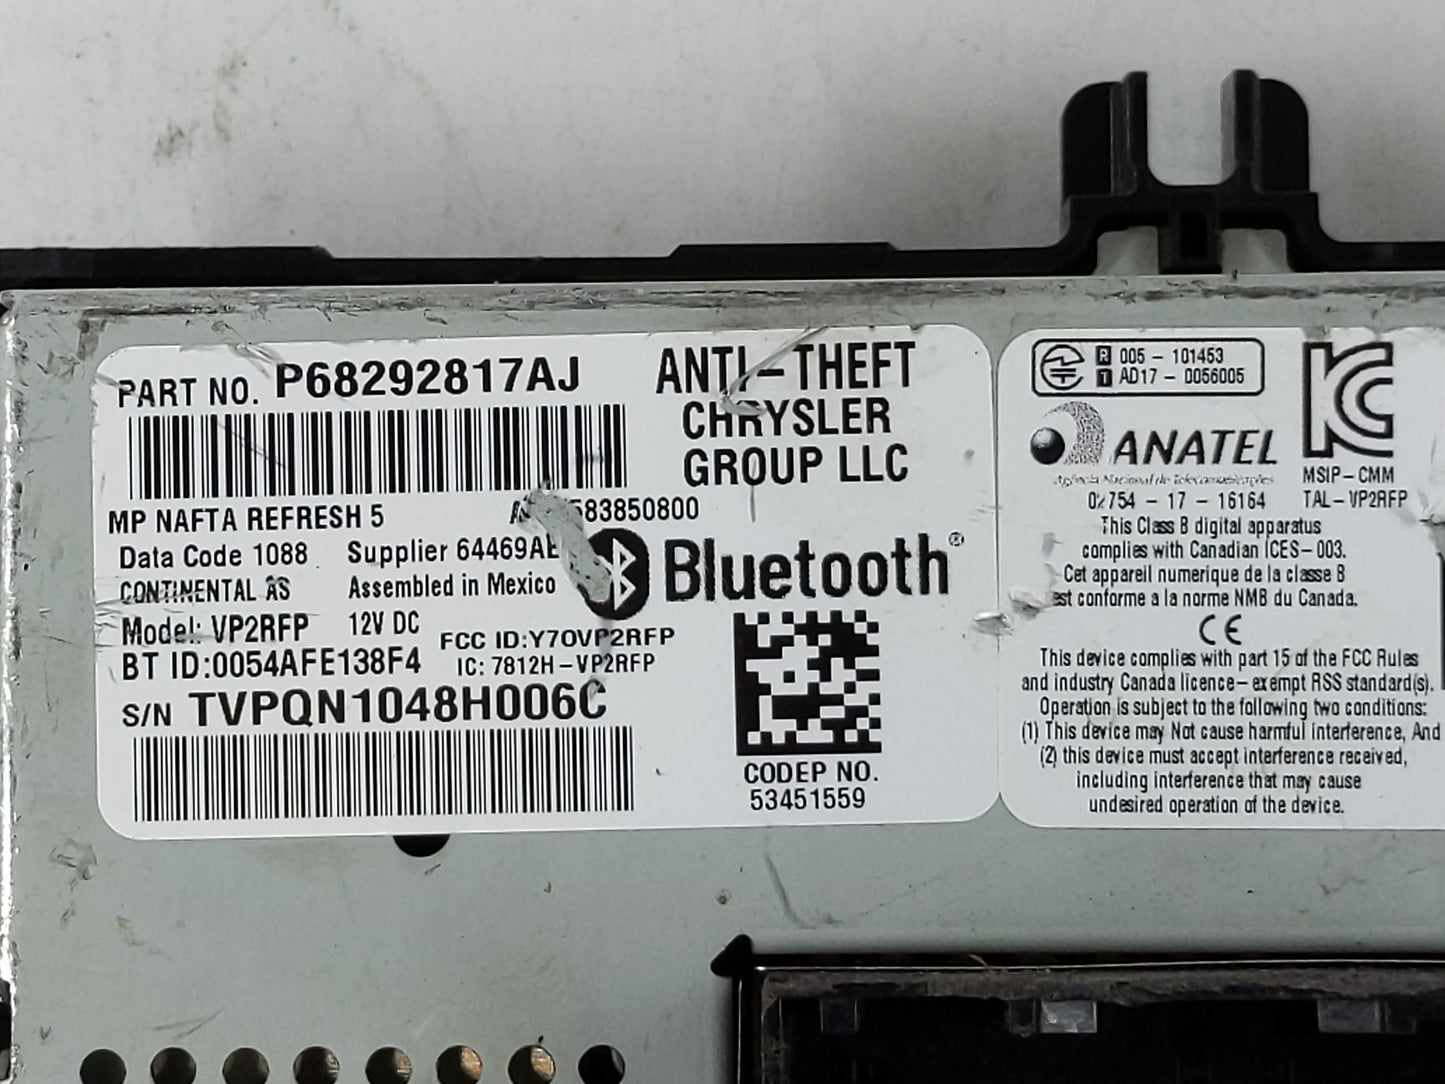 PART NO. P68292817AJ
ANTI-THEFT
CHRYSLER
GROUP LLC
MP NAFTA REFRESH 5
583850800
Data Code 1088 Supplier 64469AE
CONTINENTAL AS Assembled in Mexico
Bluetooth®
Model: VP2RFP 12V DC
FCC ID:Y7OVP2RFP
BT ID:0054AFE138F4 IC: 7812H-VP2RFP
S/N TVPQN1048H006C
CODEP NO.
53451559
R 005 - 101453
T AD17 - 0056005
ANATEL
Agência Nacional de Telecomunicações
MSIP-CMM
02754 - 17 - 16164 TAL-VP2RFP
This Class B digital apparatus
complies with Canadian ICES-003.
Cet appareil numerique de la classe B
est conforme a la norme NMB du Canada.
CE
This device complies with part 15 of the FCC Rules
and industry Canada licence-exempt RSS standard(s).
Operation is subject to the following two conditions:
(1) This device may Not cause harmful interference, And
(2) this device must accept interference received,
including interference that may cause
undesired operation of the device.